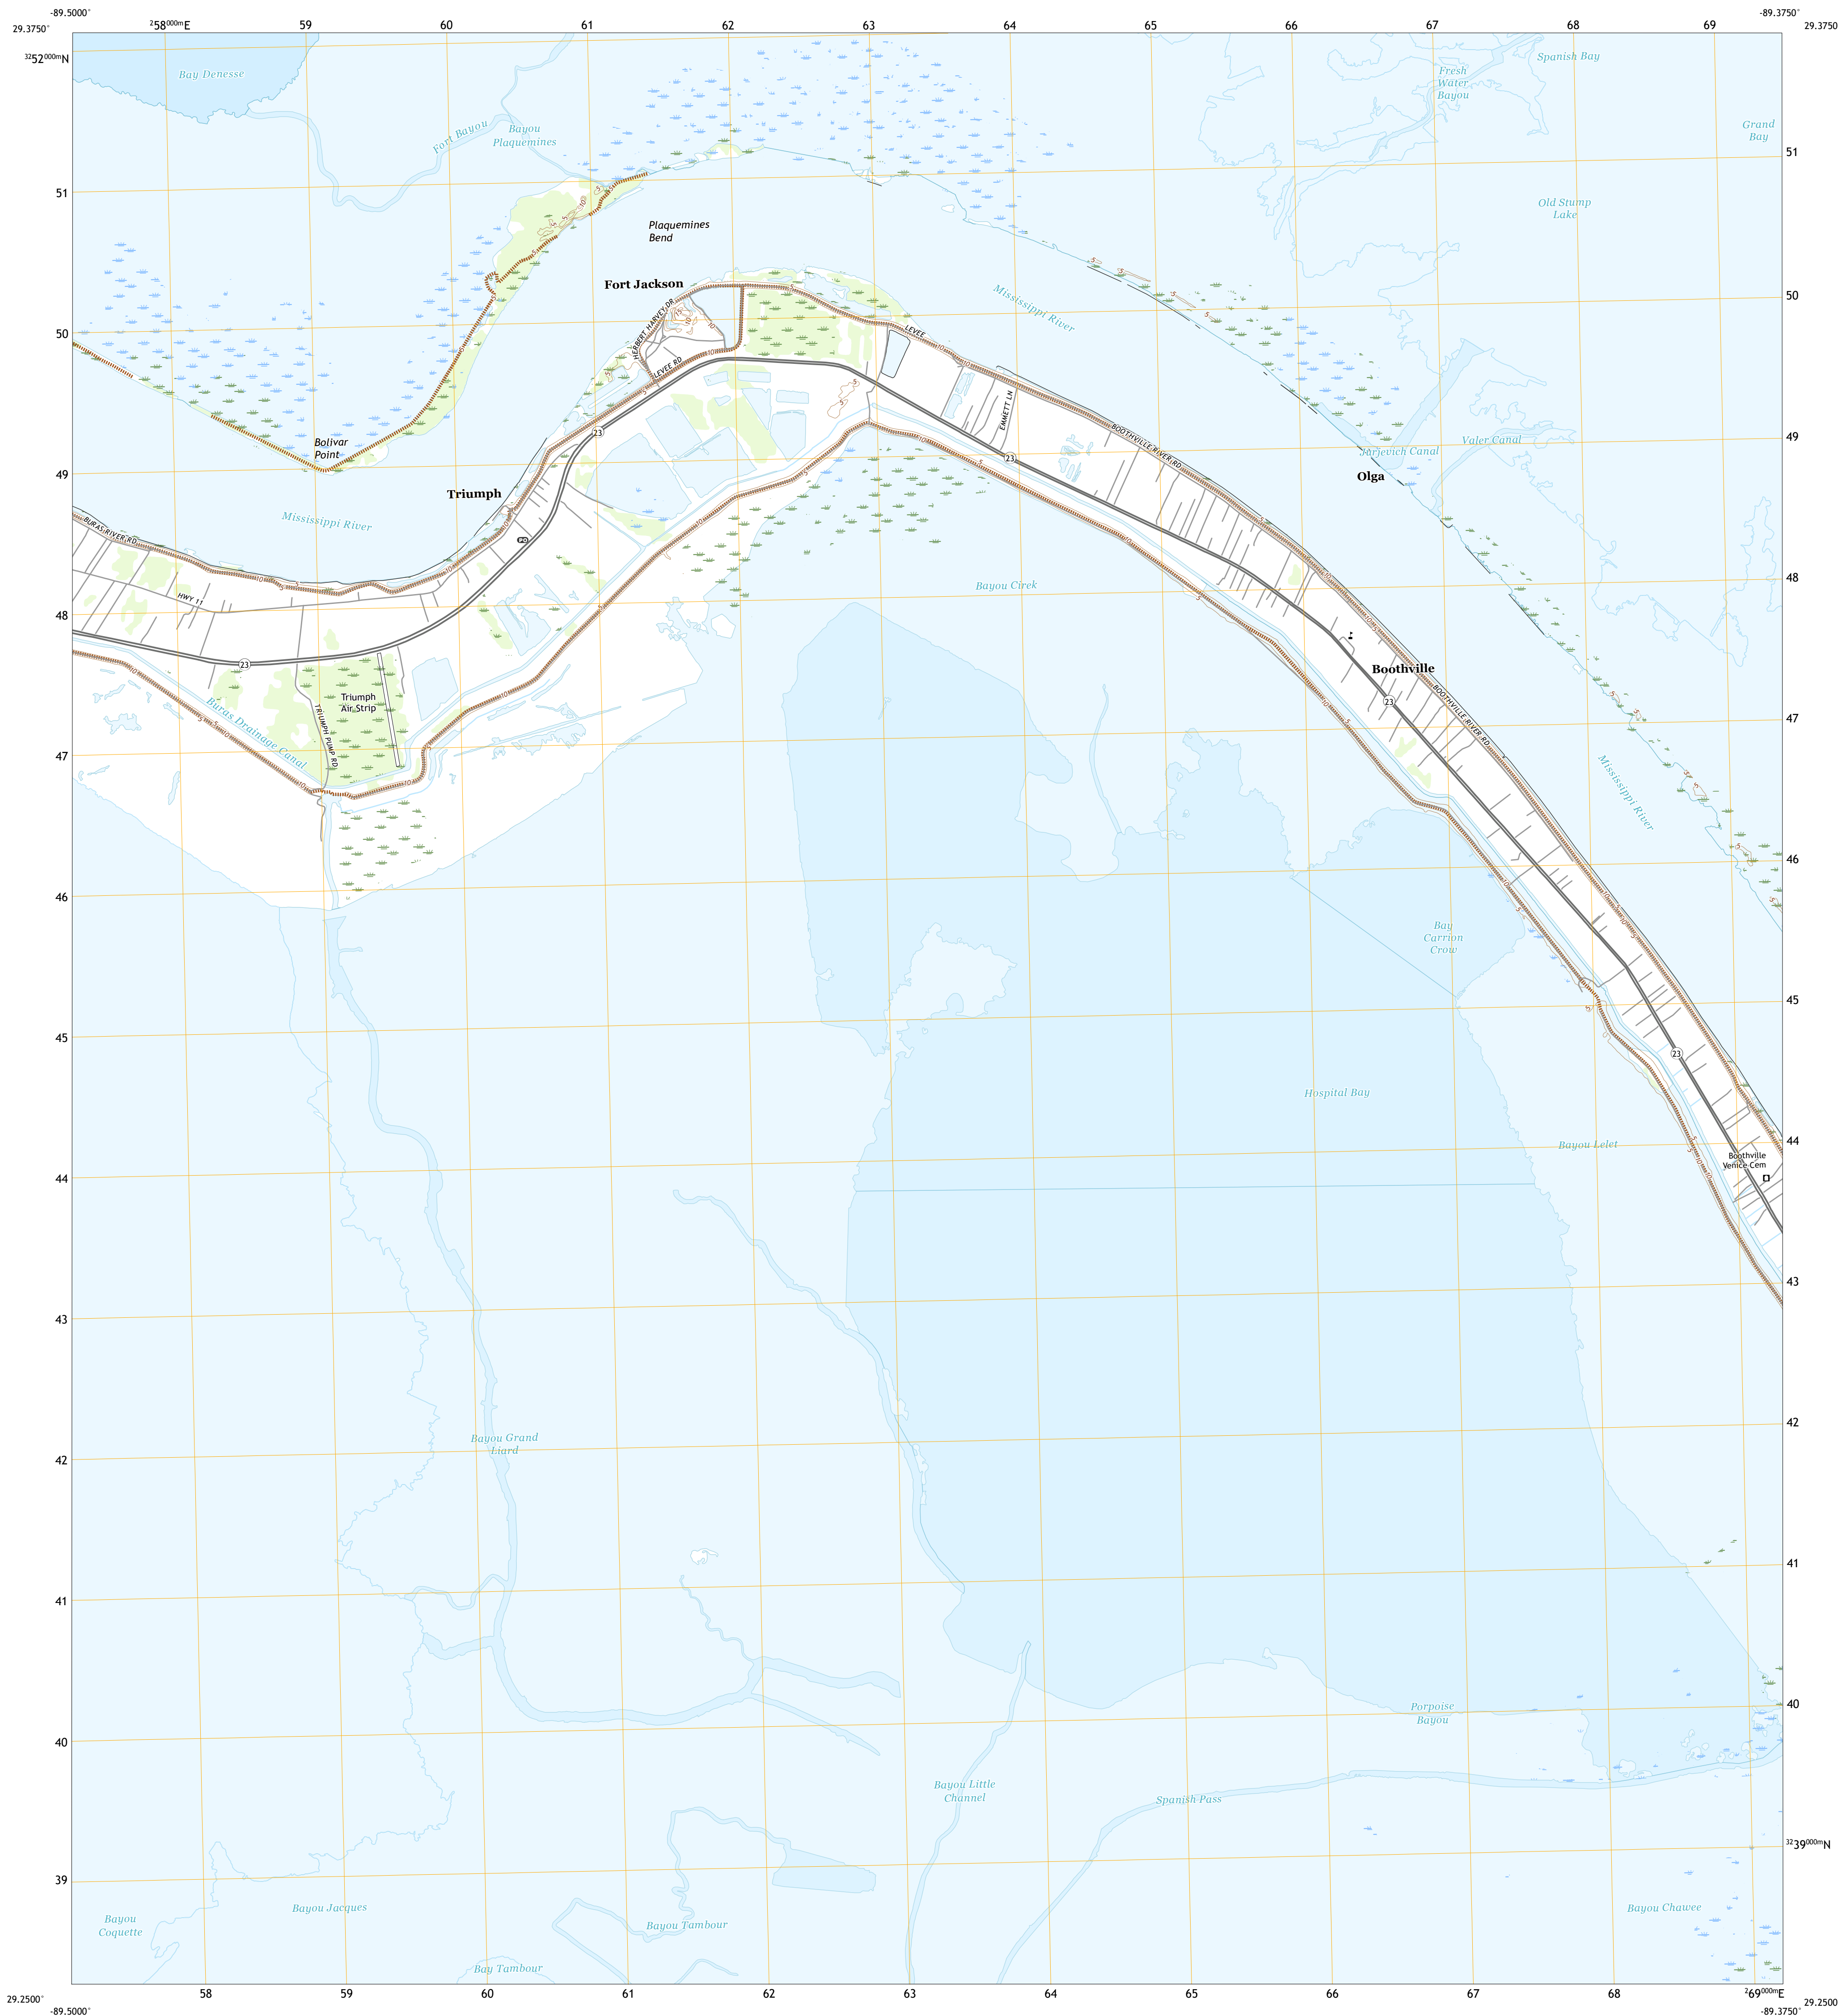 -89.5000°
-89.3750°
29.3750°
29.3750
²58⁰⁰⁰ᵐE
59
60
61
62
63
64
65
66
67
68
69
³²52⁰⁰⁰ᵐN
Bay Denesse
Spanish Bay
Fresh
Water
Bayou
Fort Bayou
Bayou
Plaquemines
Grand
Bay
51
51
Old Stump
Lake
Plaquemines
Bend
Fort Jackson
Mississippi River
50
50
HERBERT HARVEY DR
LEVEE RD
LEVEE
EMMETT LN
BOOTHVILLE RIVER RD
23
23
Bolivar
Point
49
49
Valer Canal
Jurjevich Canal
Olga
Triumph
Mississippi River
BURAS-RIVER RD
PO
HWY 11
48
48
Bayou Cirek
23
Boothville
23
BOOTHVILLE RIVER RD
Triumph
Air Strip
TRIUMPH PUMP RD
Buras Drainage Canal
47
47
Mississippi River
46
46
Bay
Carrion
Crow
45
45
23
Hospital Bay
Bayou Lelet
44
44
Boothville
Venice Cem
43
43
42
42
Bayou Grand
Liard
41
41
40
40
Porpoise
Bayou
Bayou Little
Channel
Spanish Pass
³²39⁰⁰⁰ᵐN
39
Bayou
Coquette
Bayou Jacques
Bayou Tambour
Bayou Chawee
Bay Tambour
58
59
60
61
62
63
64
65
66
67
68
²69⁰⁰⁰ᵐE
29.2500°
29.2500
-89.5000°
-89.3750°